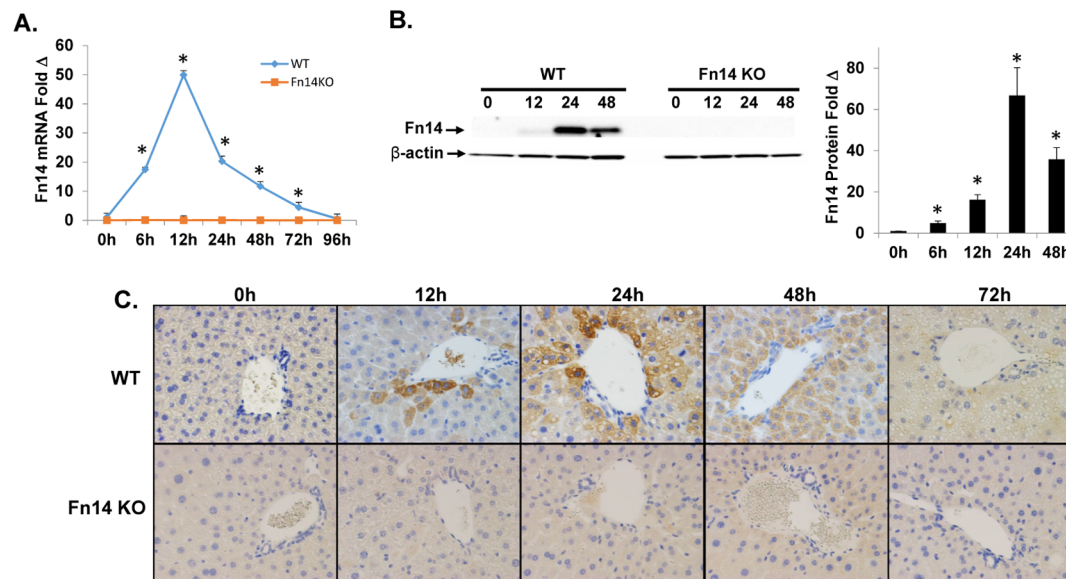 A.
Fn14 mRNA Fold Δ
60
50
40
30
20
10
0
* * * * * *
WT
Fn14KO
0h 6h 12h 24h 48h 72h 96h
B.
WT Fn14 KO
0 12 24 48 0 12 24 48
Fn14
β-actin
Fn14 Protein Fold Δ
80
60
40
20
0
* * * *
0h 6h 12h 24h 48h
C.
0h 12h 24h 48h 72h
WT
Fn14 KO